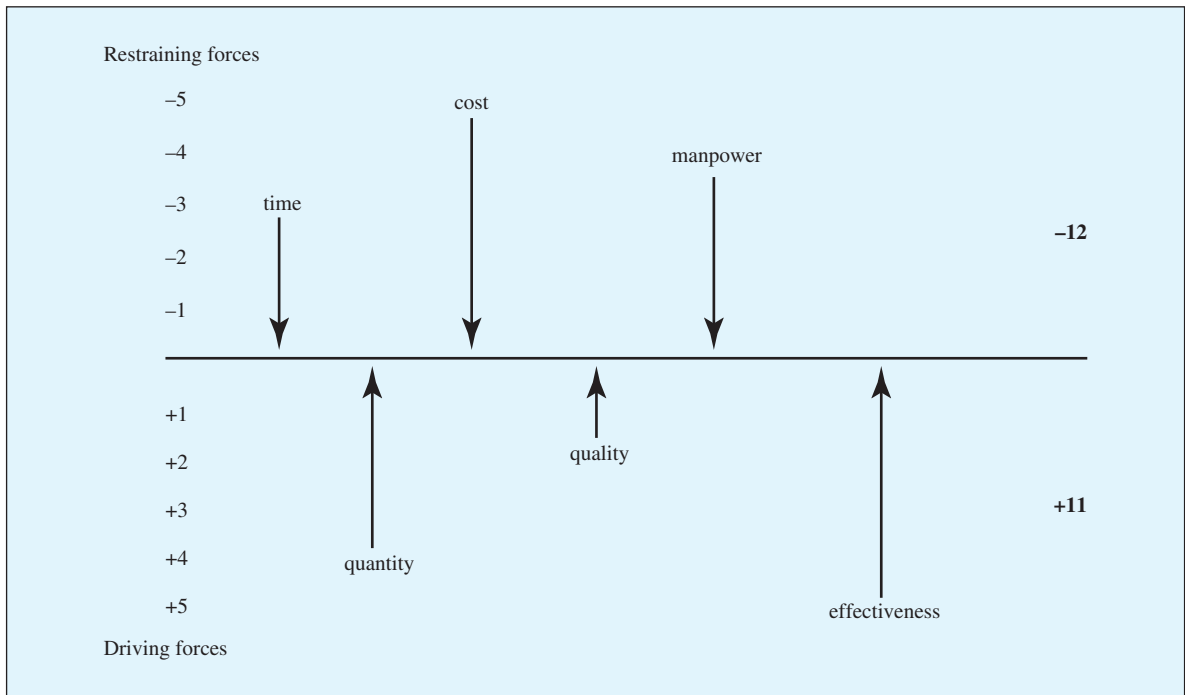 Restraining forces
–5
cost
–4
manpower
–3
time
–12
–2
–1
+1
+2
quality
+3
+11
+4
quantity
+5
effectiveness
Driving forces